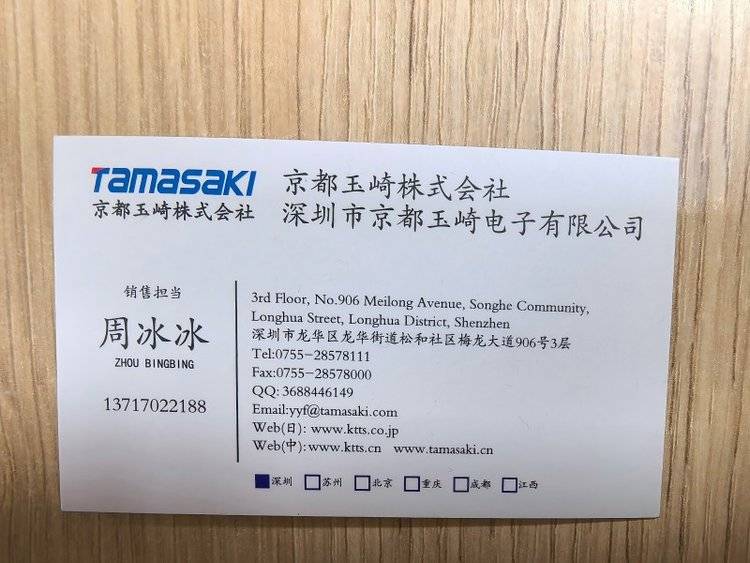 TAMASAKI
京都玉崎株式会社
京都玉崎株式会社
深圳市京都玉崎电子有限公司
销售担当
周冰冰
ZHOU BINGBING
13717022188
3rd Floor, No.906 Meilong Avenue, Songhe Community,
Longhua Street, Longhua District, Shenzhen
深圳市龙华区龙华街道松和社区梅龙大道906号3层
Tel:0755-28578111
Fax:0755-28578000
QQ: 3688446149
Email:yyf@tamasaki.com
Web(日): www.ktts.co.jp
Web(中): www.ktts.cn www.tamasaki.cn
深圳 苏州 北京 重庆 成都 江西